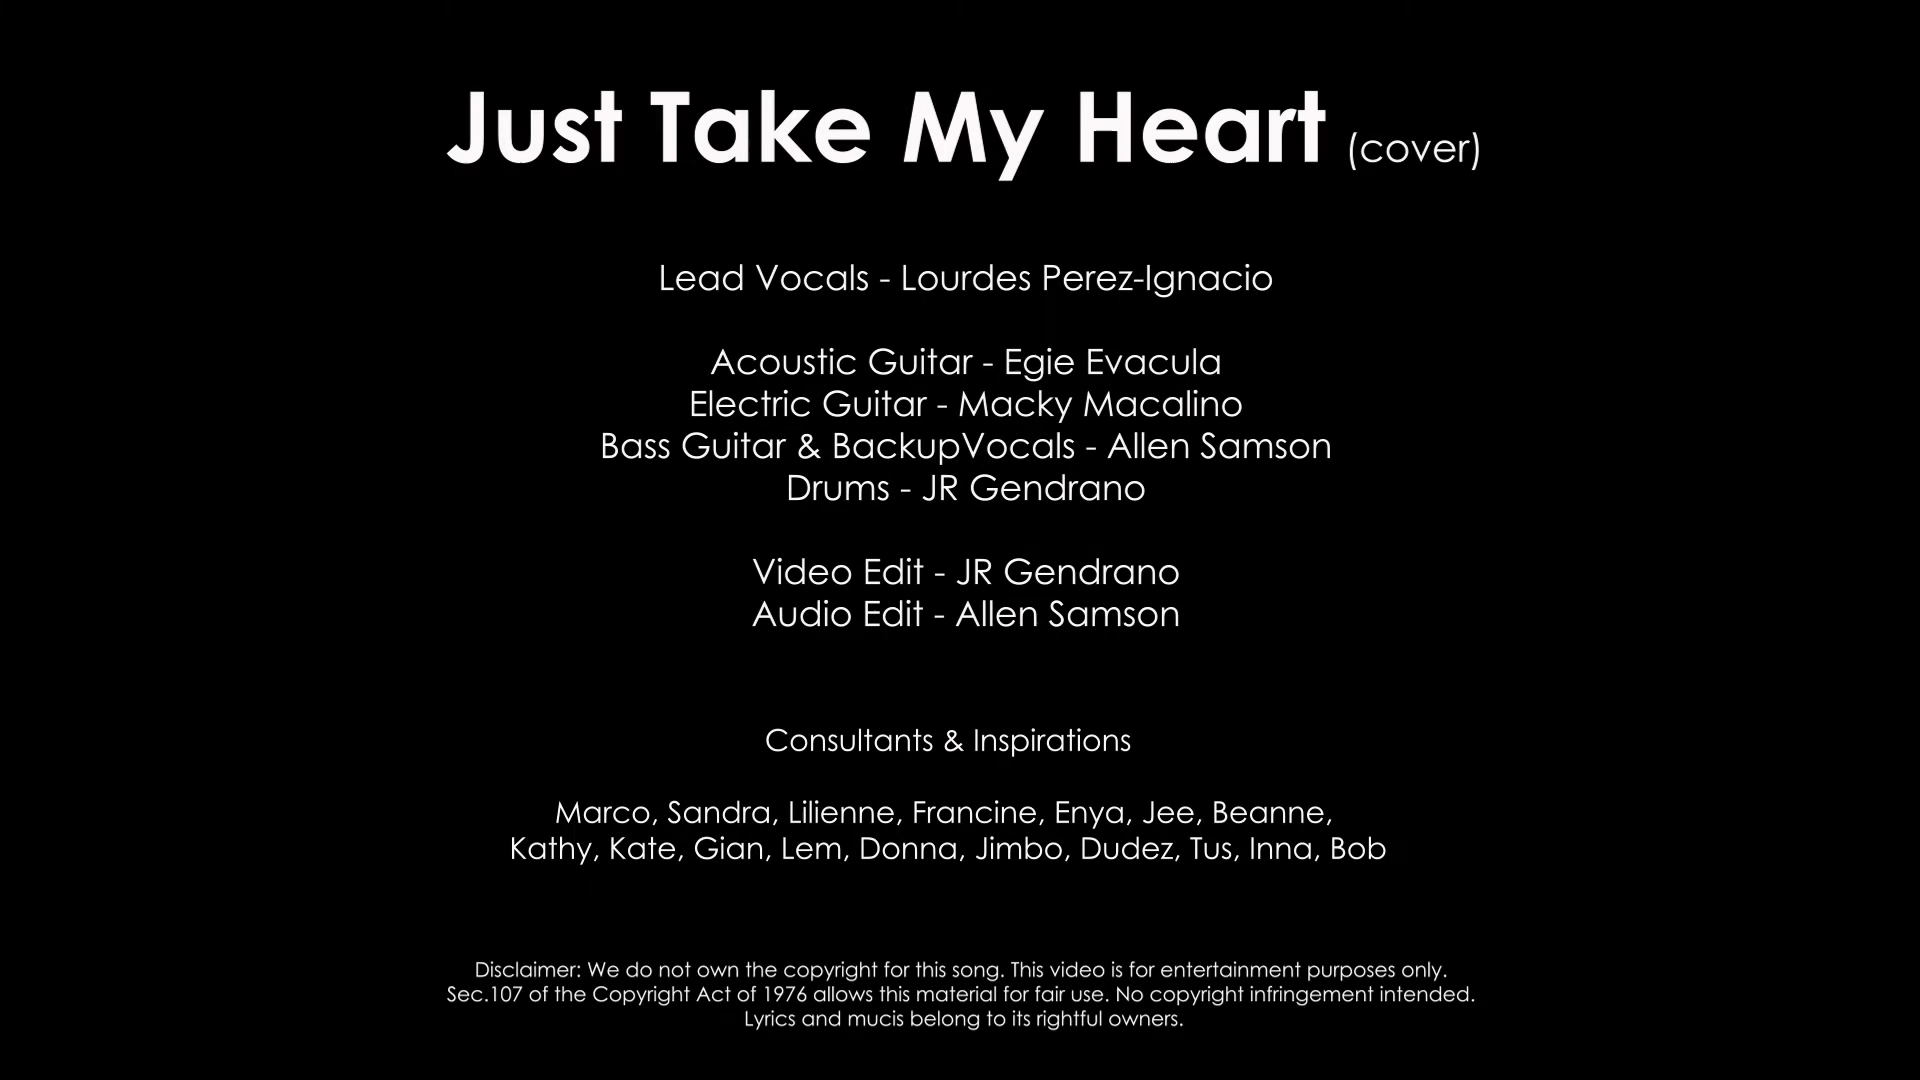 Just Take My Heart (cover)
Lead Vocals - Lourdes Perez-Ignacio
Acoustic Guitar - Egie Evacula
Electric Guitar - Macky Macalino
Bass Guitar & BackupVocals - Allen Samson
Drums - JR Gendrano
Video Edit - JR Gendrano
Audio Edit - Allen Samson
Consultants & Inspirations
Marco, Sandra, Lilienne, Francine, Enya, Jee, Beanne,
Kathy, Kate, Gian, Lem, Donna, Jimbo, Dudez, Tus, Inna, Bob
Disclaimer: We do not own the copyright for this song. This video is for entertainment purposes only.
Sec.107 of the Copyright Act of 1976 allows this material for fair use. No copyright infringement intended.
Lyrics and mucis belong to its rightful owners.